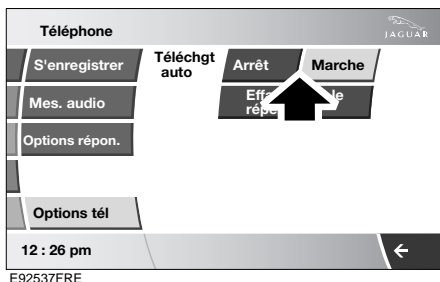 Téléphone
JAGUAR
S'enregistrer
Téléchgt
auto
Arrêt
Marche
Mes. audio
Options répon.
Options tél
12 : 26 pm
E92537FRE